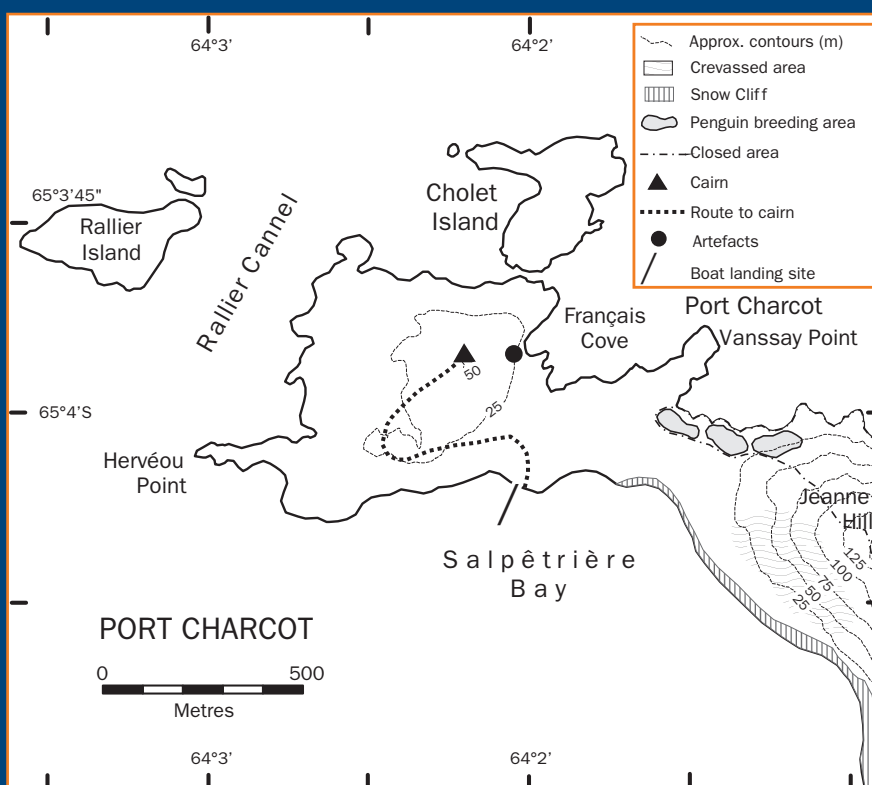 64°3’
64°2’
Approx. contours (m)
Crevassed area
Snow Cliff
Penguin breeding area
Closed area
Cairn
Route to cairn
Artefacts
Boat landing site
65°3'45"
Rallier
Island
Rallier Cannel
Cholet
Island
Port Charcot
Français
Cove
Vanssay Point
50
25
65°4’S
Hervéou
Point
Jeanne
Hill
125
100
75
50
25
Salpêtrière
Bay
PORT CHARCOT
0
500
Metres
64°3’
64°2’